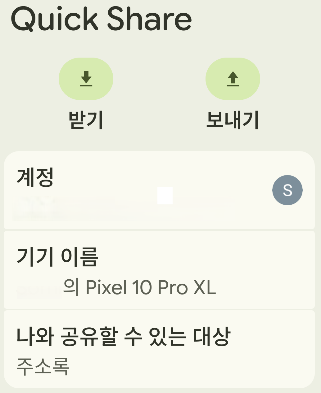 Quick Share
받기
보내기
계정
S
기기 이름
의 Pixel 10 Pro XL
나와 공유할 수 있는 대상
주소록